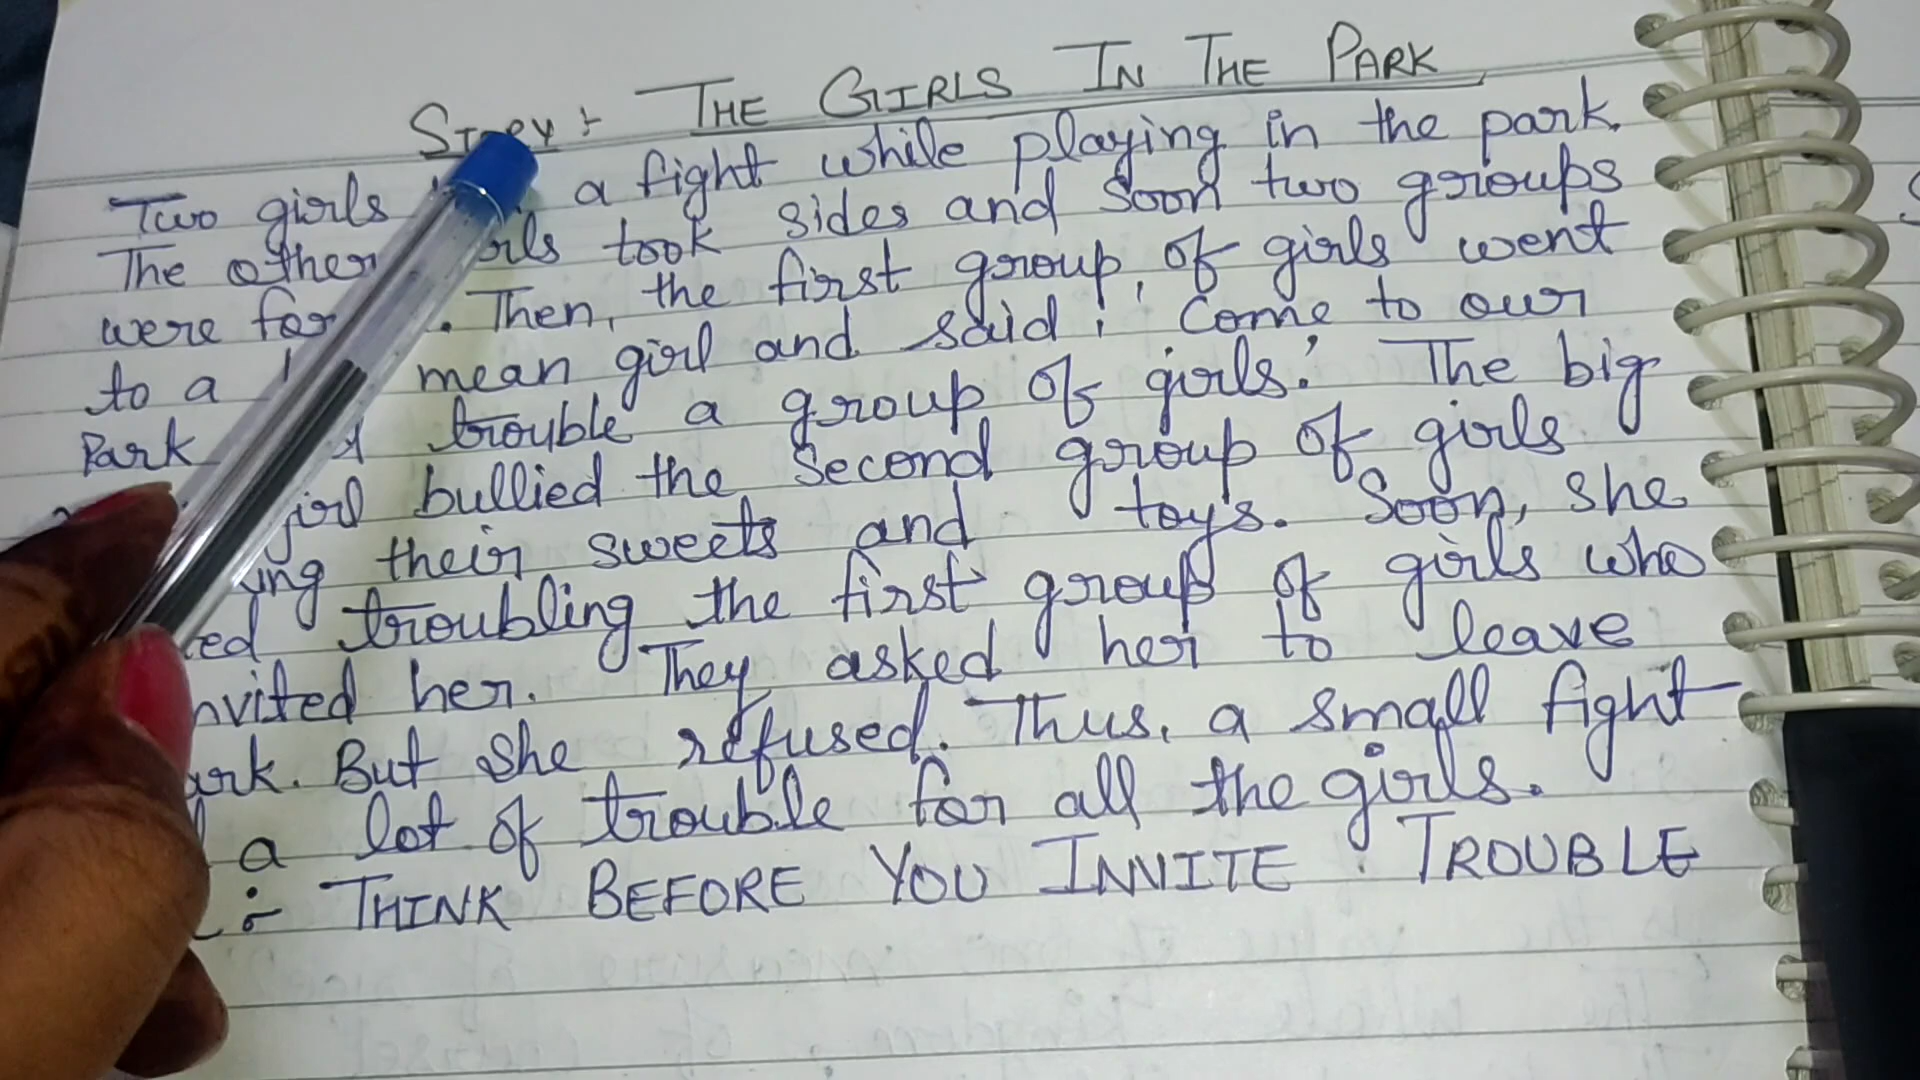 STORY :- THE GIRLS IN THE PARK
Two girls a fight while playing in the park.
The other took sides and soon two groups
were . Then, the first group, of girls went
to a mean girl and said: Come to our
Park trouble a group of girls.' The big
bullied the second group of girls
their sweets and toys. Soon, she
troubling the first group of girls who
her. They asked her to leave
But she refused. Thus, a small fight
a lot of trouble for all the girls.
:- THINK BEFORE YOU INVITE TROUBLE